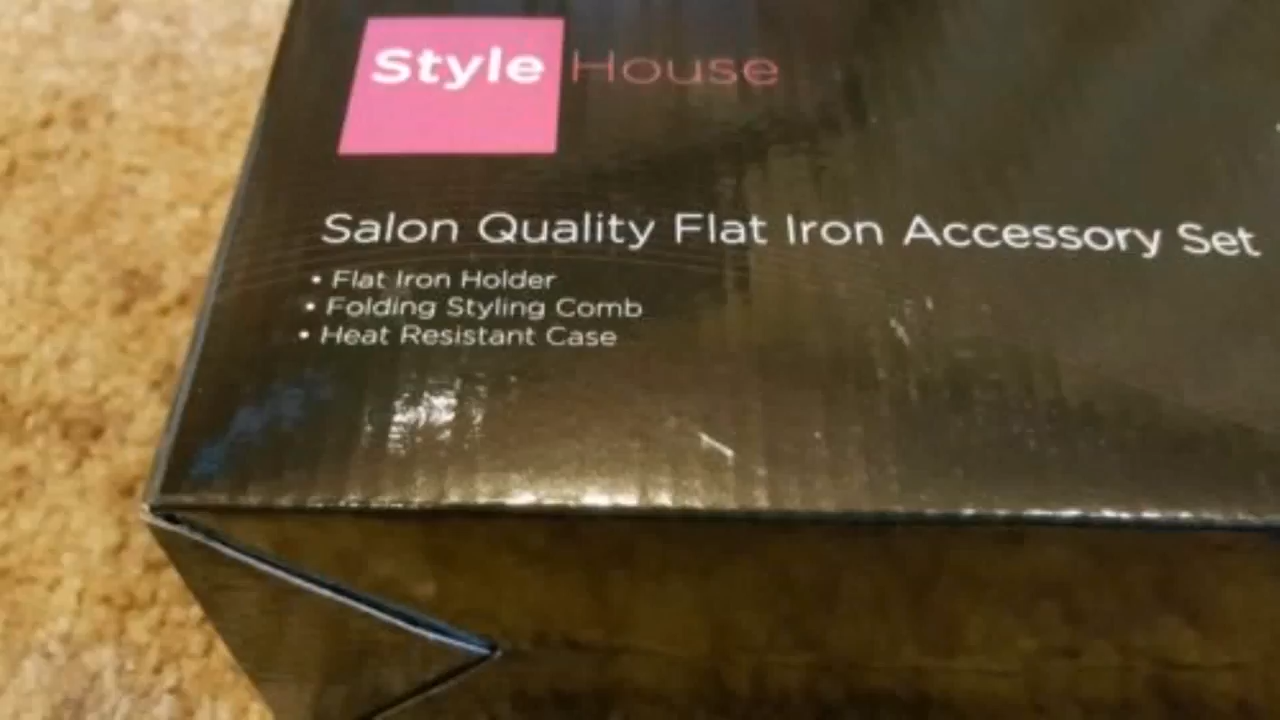 Style House
Salon Quality Flat Iron Accessory Set
• Flat Iron Holder
• Folding Styling Comb
• Heat Resistant Case